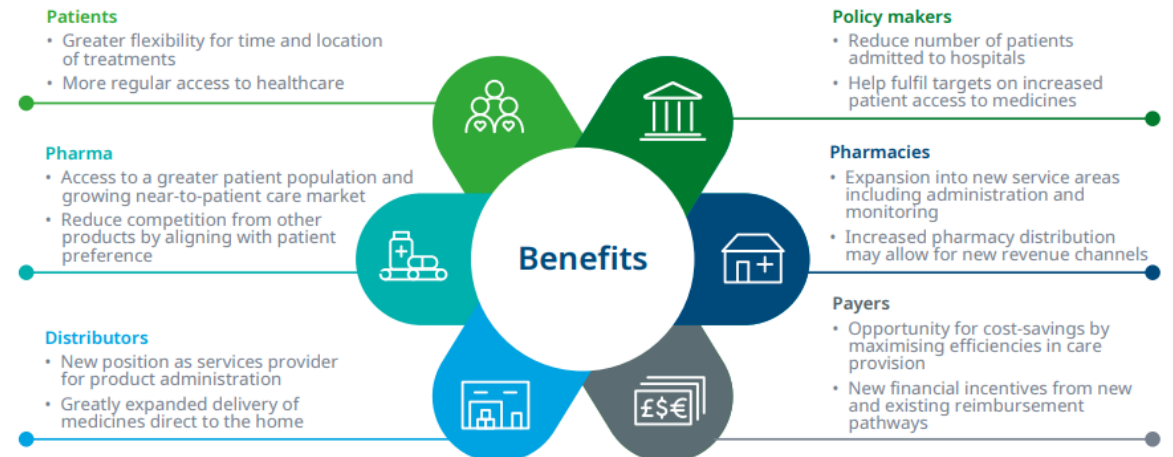 Patients
• Greater flexibility for time and location
of treatments
• More regular access to healthcare
Pharma
• Access to a greater patient population and
growing near-to-patient care market
• Reduce competition from other
products by aligning with patient
preference
Distributors
• New position as services provider
for product administration
• Greatly expanded delivery of
medicines direct to the home
Benefits
£$€
Policy makers
• Reduce number of patients
admitted to hospitals
• Help fulfil targets on increased
patient access to medicines
Pharmacies
• Expansion into new service areas
including administration and
monitoring
• Increased pharmacy distribution
may allow for new revenue channels
Payers
• Opportunity for cost-savings by
maximising efficiencies in care
provision
• New financial incentives from new
and existing reimbursement
pathways